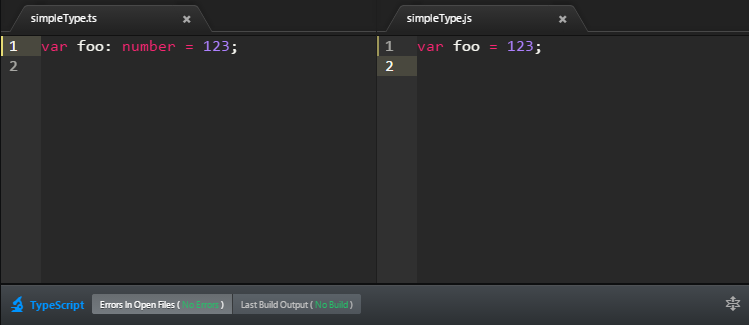 simpleType.ts
simpleType.js
1 var foo: number = 123;
2
1 var foo = 123;
2
TypeScript
Errors In Open Files ( No Errors )
Last Build Output ( No Build )